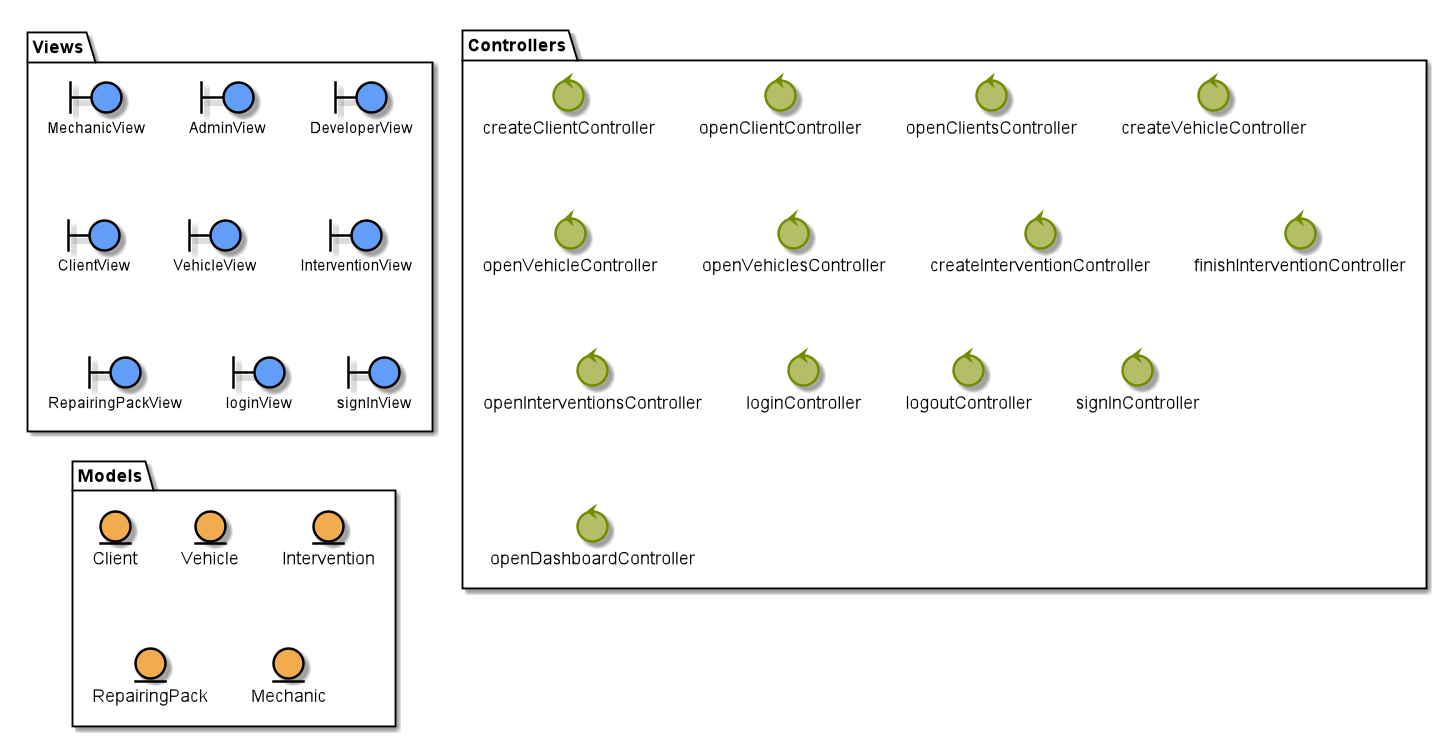 Views
MechanicView
AdminView
DeveloperView
ClientView
VehicleView
InterventionView
RepairingPackView
loginView
signInView
Controllers
createClientController
openClientController
openClientsController
createVehicleController
openVehicleController
openVehiclesController
createInterventionController
finishInterventionController
openInterventionsController
loginController
logoutController
signInController
openDashboardController
Models
Client
Vehicle
Intervention
RepairingPack
Mechanic